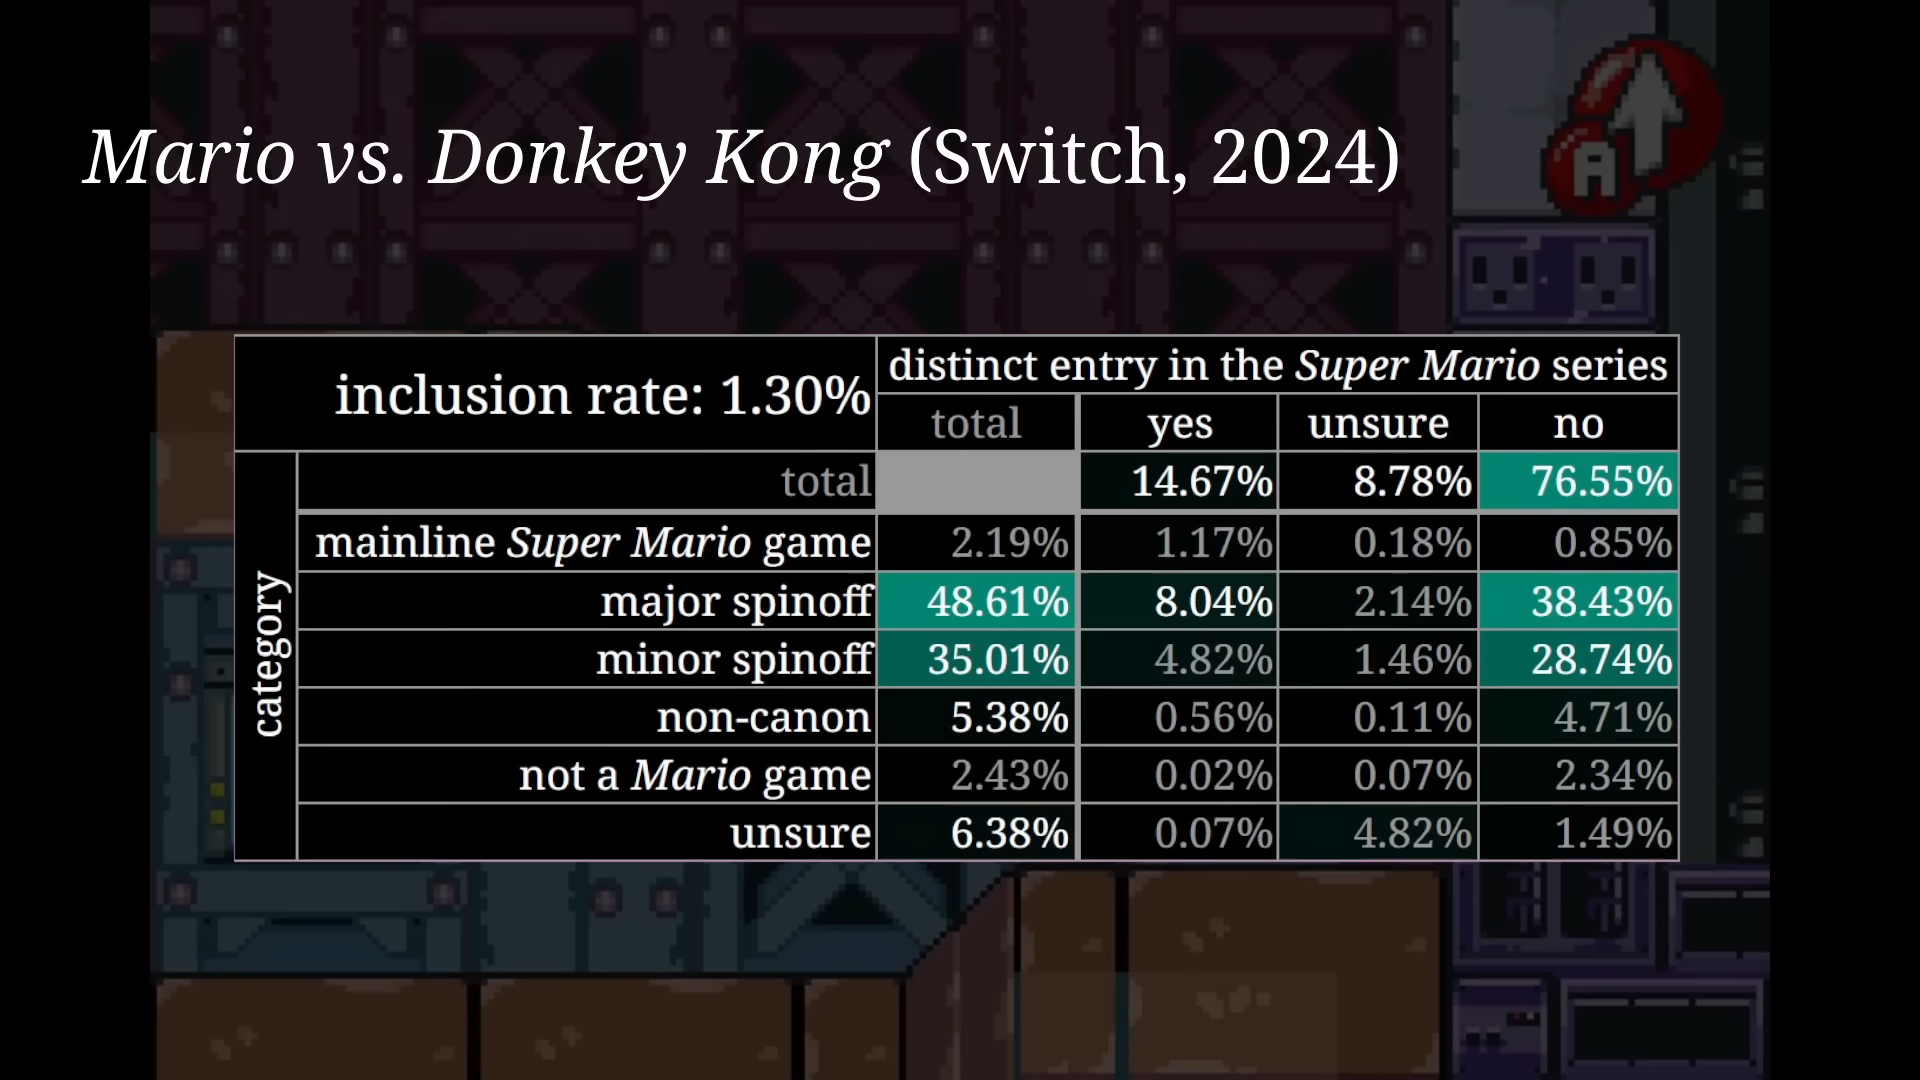 Mario vs. Donkey Kong (Switch, 2024)
A
inclusion rate: 1.30%
distinct entry in the Super Mario series
total yes unsure no
category
total 14.67% 8.78% 76.55%
mainline Super Mario game 2.19% 1.17% 0.18% 0.85%
major spinoff 48.61% 8.04% 2.14% 38.43%
minor spinoff 35.01% 4.82% 1.46% 28.74%
non-canon 5.38% 0.56% 0.11% 4.71%
not a Mario game 2.43% 0.02% 0.07% 2.34%
unsure 6.38% 0.07% 4.82% 1.49%